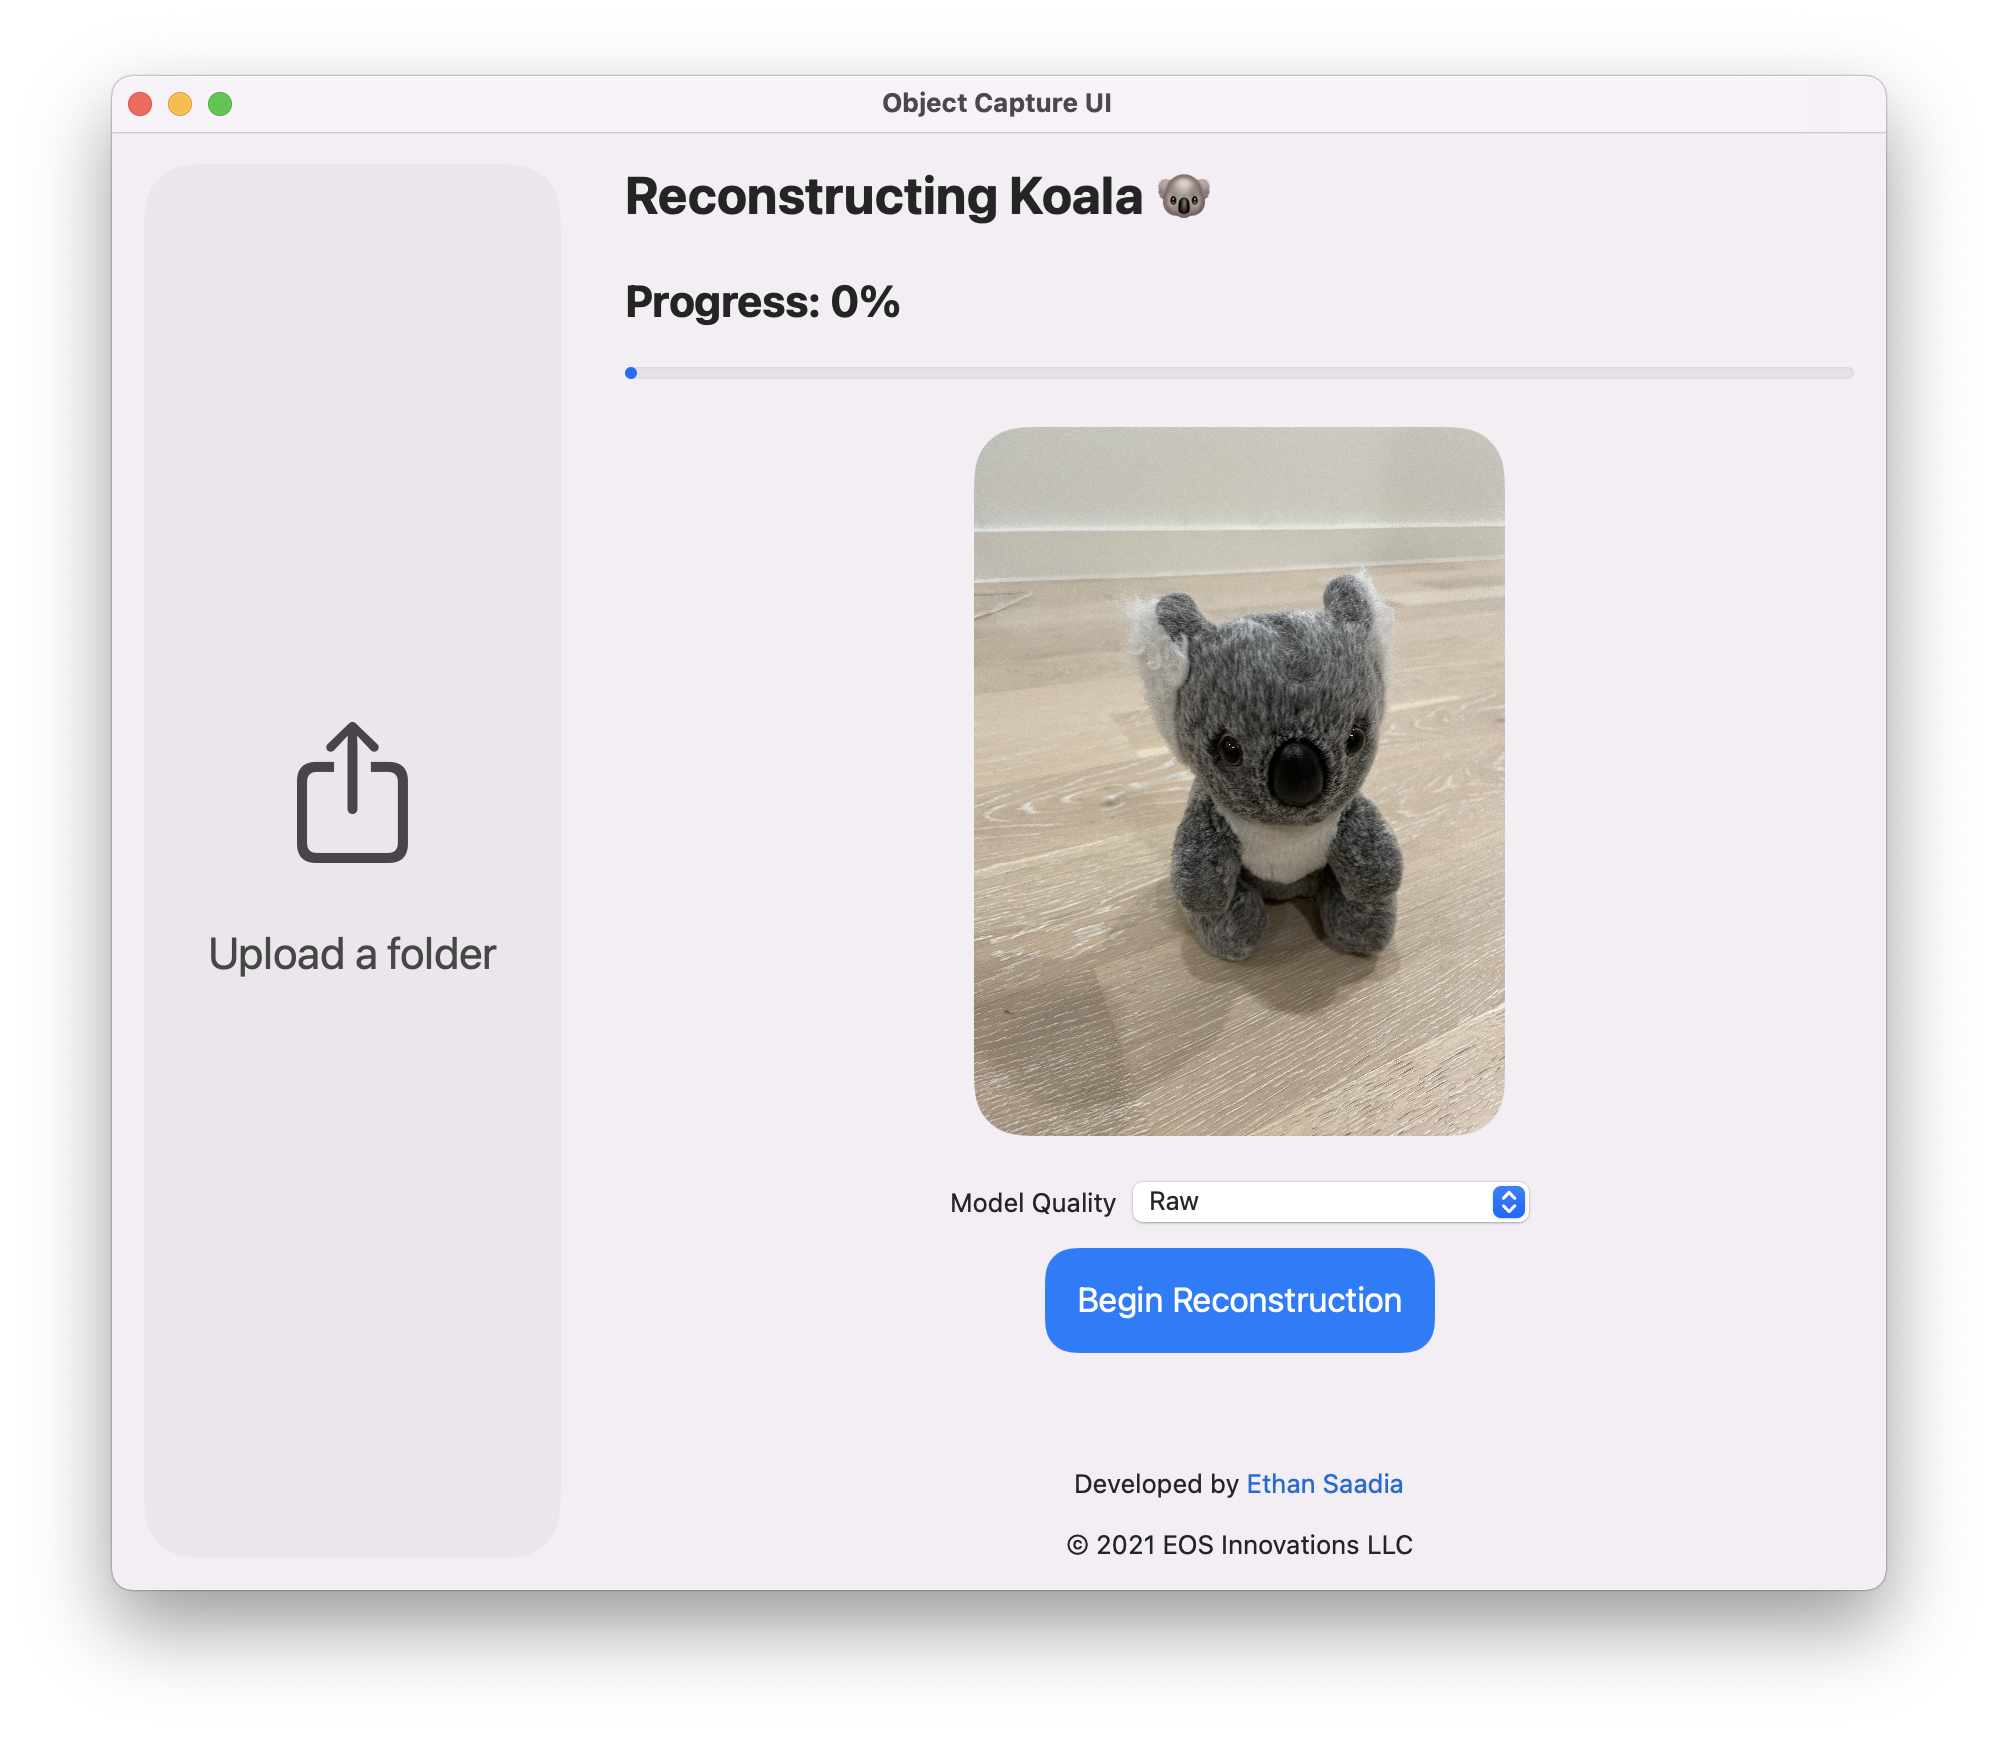 Object Capture UI
Reconstructing Koala 🐨
Progress: 0%
Upload a folder
Model Quality Raw
Begin Reconstruction
Developed by Ethan Saadia
© 2021 EOS Innovations LLC